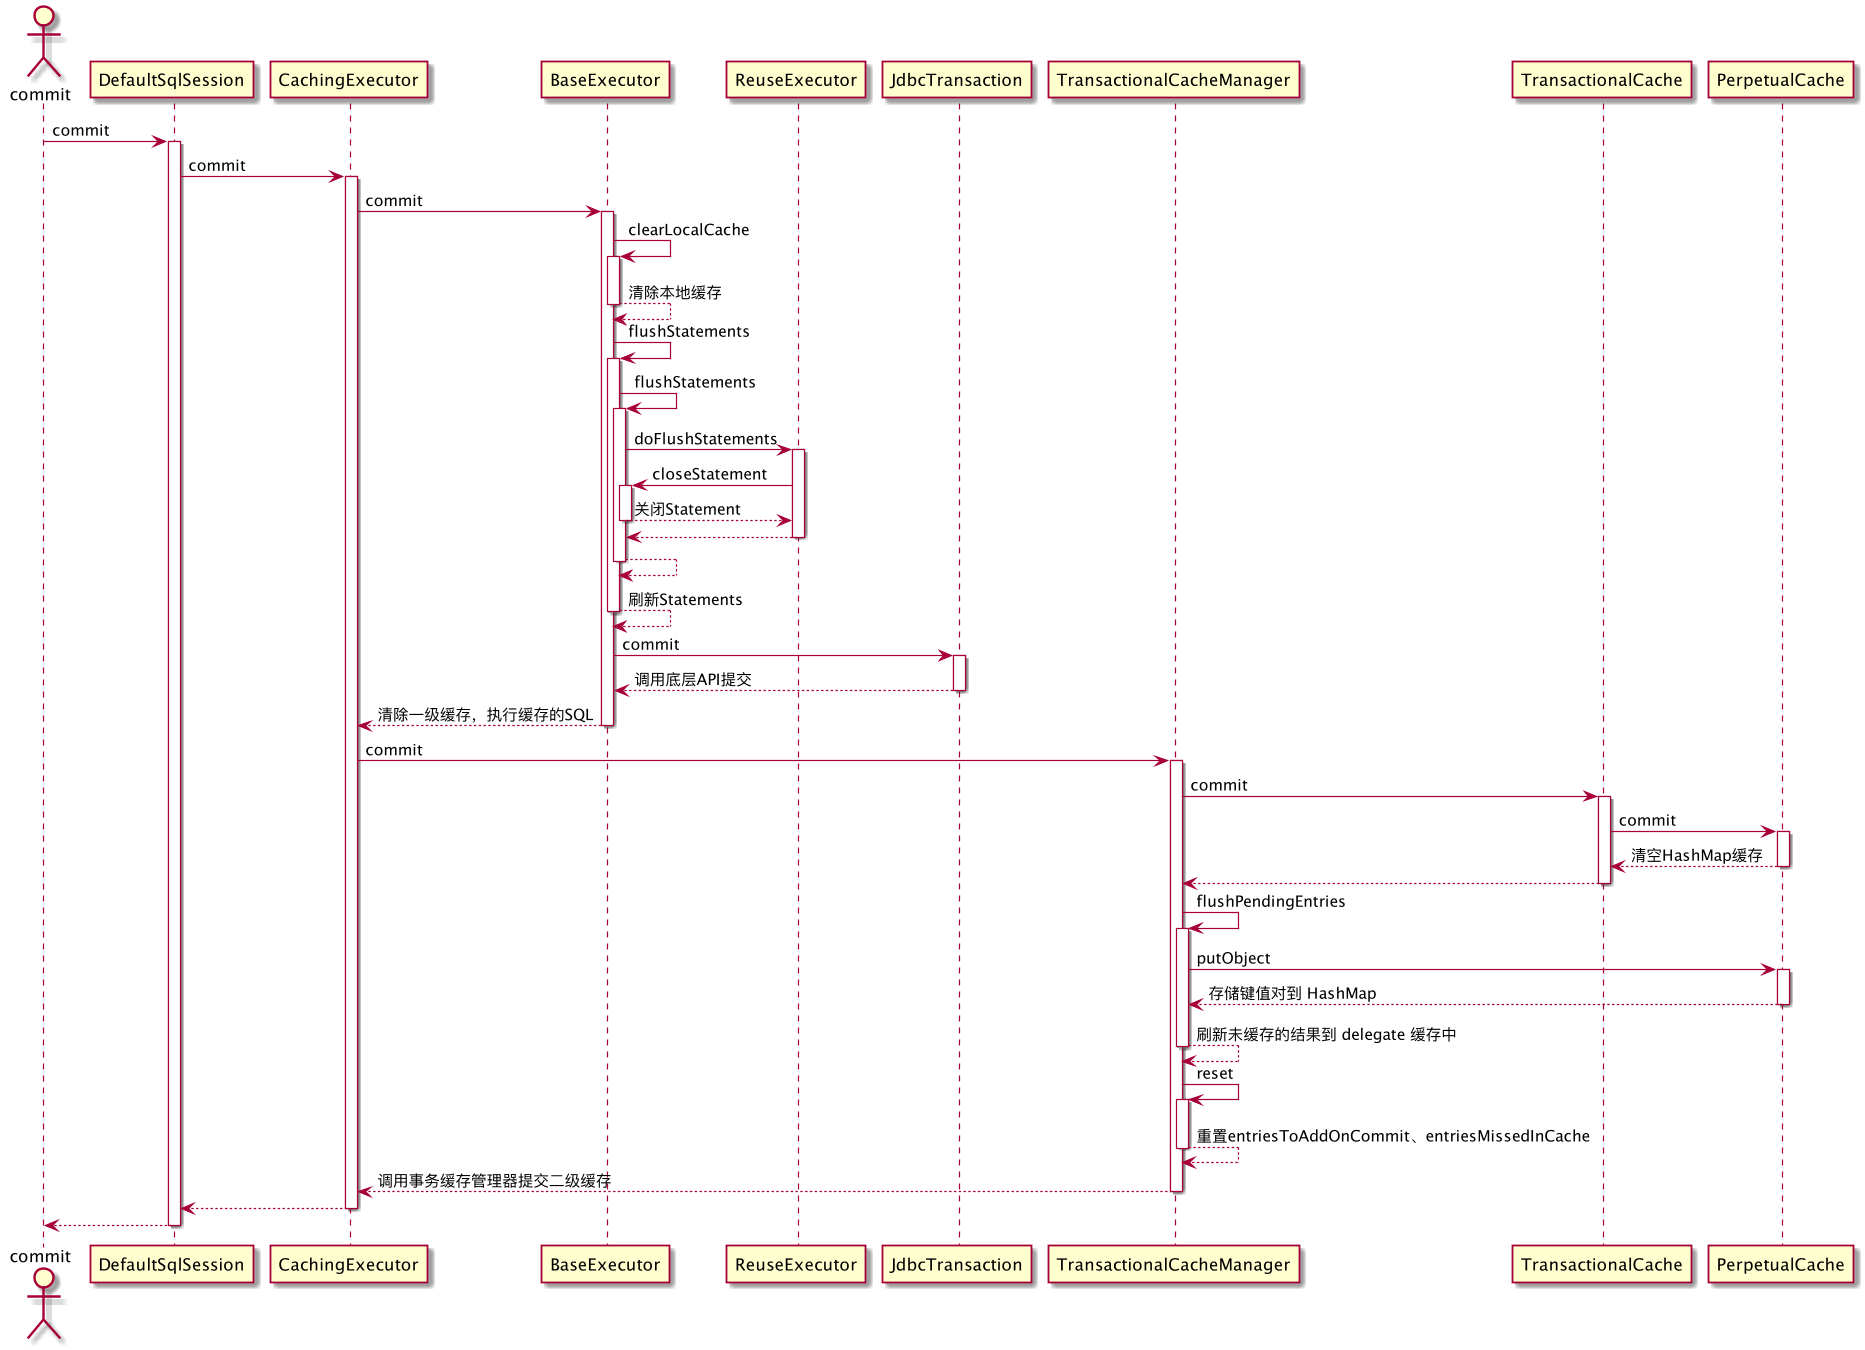 commit
DefaultSqlSession
CachingExecutor
BaseExecutor
ReuseExecutor
JdbcTransaction
TransactionalCacheManager
TransactionalCache
PerpetualCache
commit
commit
commit
clearLocalCache
清除本地缓存
flushStatements
flushStatements
doFlushStatements
closeStatement
关闭Statement
刷新Statements
commit
调用底层API提交
清除一级缓存，执行缓存的SQL
commit
commit
commit
清空HashMap缓存
flushPendingEntries
putObject
存储键值对到 HashMap
刷新未缓存的结果到 delegate 缓存中
reset
重置entriesToAddOnCommit、entriesMissedInCache
调用事务缓存管理器提交二级缓存
commit
DefaultSqlSession
CachingExecutor
BaseExecutor
ReuseExecutor
JdbcTransaction
TransactionalCacheManager
TransactionalCache
PerpetualCache